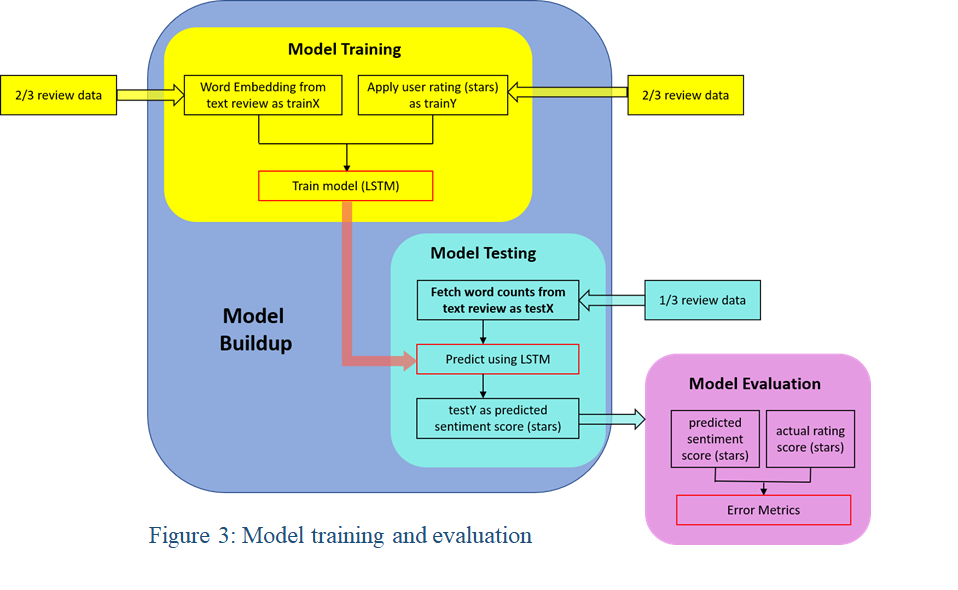 Model Training
2/3 review data
Word Embedding from
text review as trainX
Apply user rating (stars)
as trainY
2/3 review data
Train model (LSTM)
Model Testing
Fetch word counts from
text review as testX
1/3 review data
Model
Buildup
Predict using LSTM
testY as predicted
sentiment score (stars)
Model Evaluation
predicted
sentiment
score (stars)
actual rating
score (stars)
Error Metrics
Figure 3: Model training and evaluation